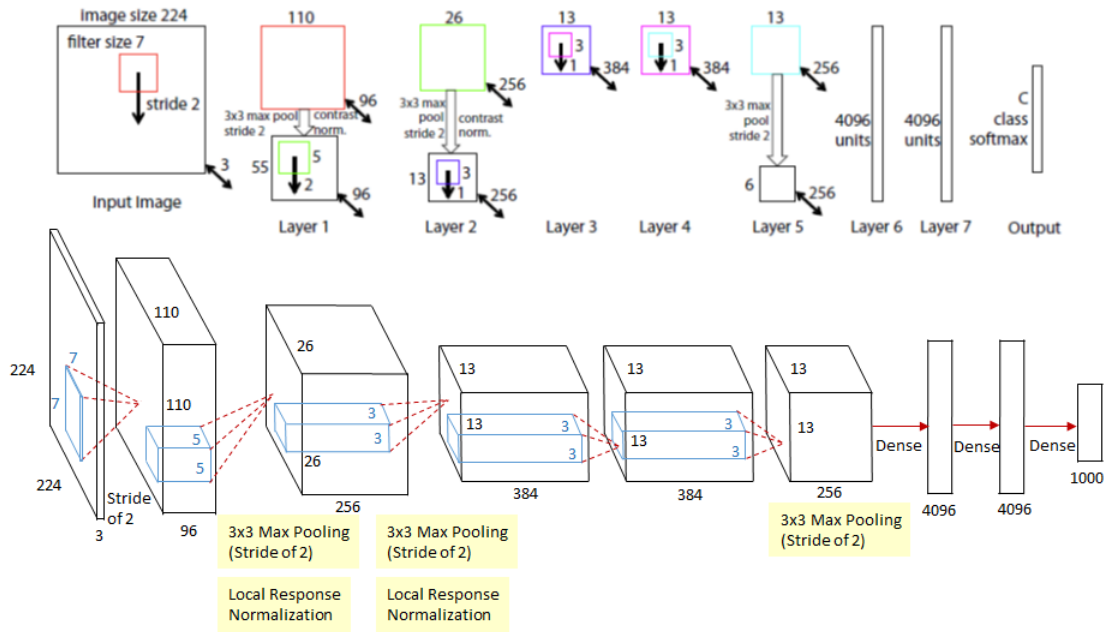 image size 224
filter size 7
stride 2
3
Input Image
110
96
3x3 max pool
stride 2
contrast
norm.
55
5
2
96
Layer 1
26
256
3x3 max
pool
stride 2
contrast
norm.
13
3
1
256
Layer 2
13
3
1
384
Layer 3
13
3
1
384
Layer 4
13
256
3x3 max
pool
stride 2
6
256
Layer 5
4096
units
Layer 6
4096
units
Layer 7
C
class
softmax
Output
224
7
7
224
3
Stride
of 2
110
110
5
5
96
26
3
3
26
256
13
3
13
3
384
13
3
13
3
384
13
13
256
Dense
4096
Dense
4096
Dense
1000
3x3 Max Pooling
(Stride of 2)
Local Response
Normalization
3x3 Max Pooling
(Stride of 2)
Local Response
Normalization
3x3 Max Pooling
(Stride of 2)